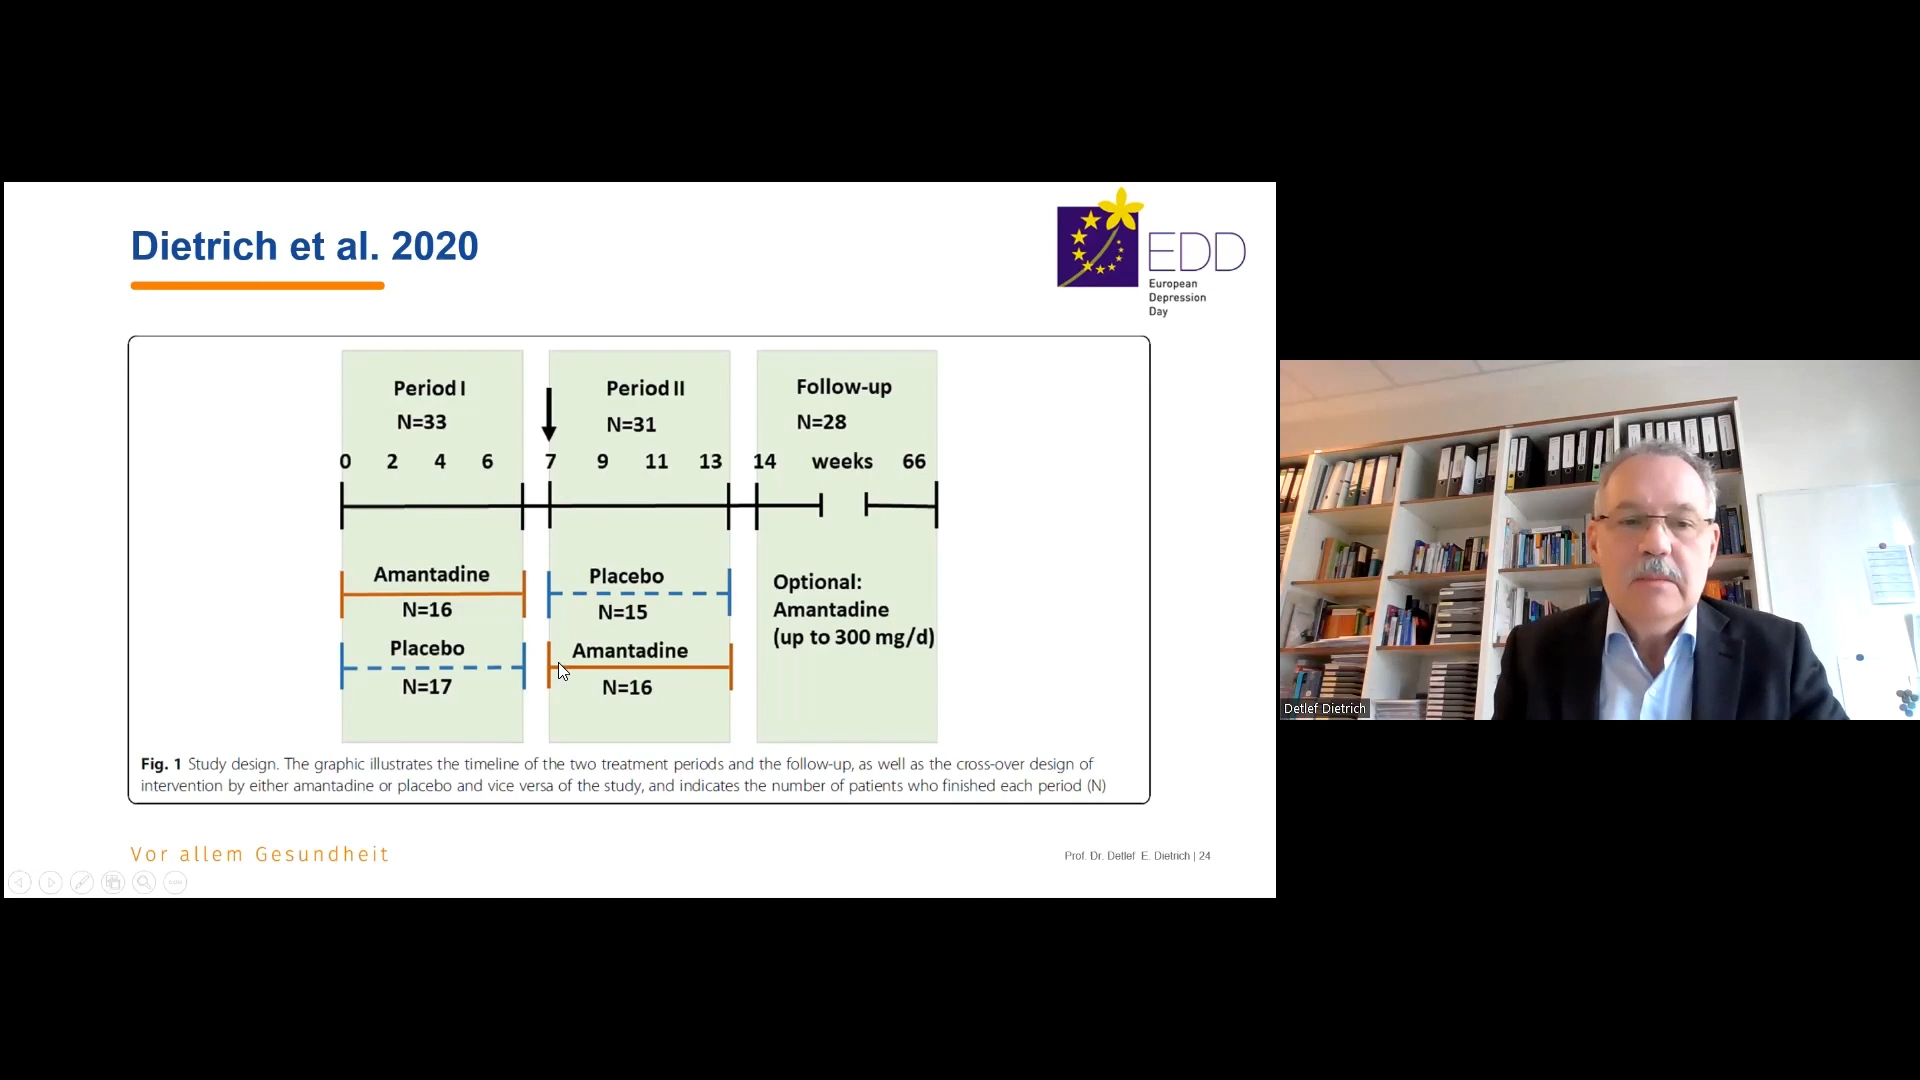 Dietrich et al. 2020
EDD
European
Depression
Day
Period I
N=33
Period II
N=31
Follow-up
N=28
0 2 4 6 7 9 11 13 14 weeks 66
Amantadine
N=16
Placebo
N=17
Placebo
N=15
Amantadine
N=16
Optional:
Amantadine
(up to 300 mg/d)
Fig. 1 Study design. The graphic illustrates the timeline of the two treatment periods and the follow-up, as well as the cross-over design of
intervention by either amantadine or placebo and vice versa of the study, and indicates the number of patients who finished each period (N)
Vor allem Gesundheit
Prof. Dr. Detlef E. Dietrich | 24
Detlef Dietrich